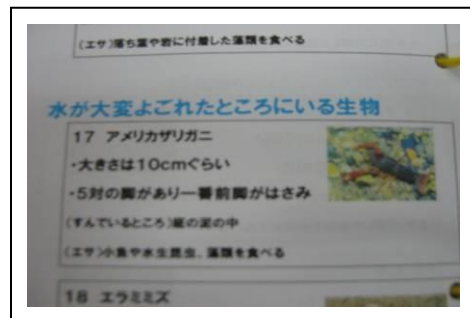 (エサ)落ち葉や岩に付着した藻類を食べる
水が大変よごれたところにいる生物
17 アメリカザリガニ
・大きさは10cmぐらい
・5対の脚があり一番前脚がはさみ
(すんでいるところ)縦の泥の中
(エサ)小魚や水生昆虫、藻類を食べる
18 エラミミズ